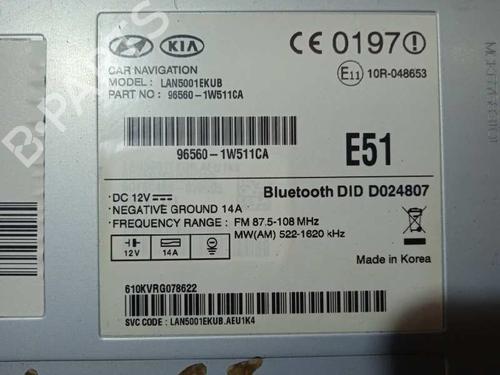 HYUNDAI KIA
CE 0197
CAR NAVIGATION
MODEL : LAN5001EKUB
PART NO : 96560-1W511CA
E11 10R-048653
96560-1W511CA
E51
Bluetooth DID D024807
• DC 12V
• NEGATIVE GROUND 14A
• FREQUENCY RANGE : FM 87.5-108 MHz
MW(AM) 522-1620 kHz
12V 14A
Made in Korea
610KVRG078622
SVC CODE : LAN5001EKUB.AEU1K4
B-PARTS